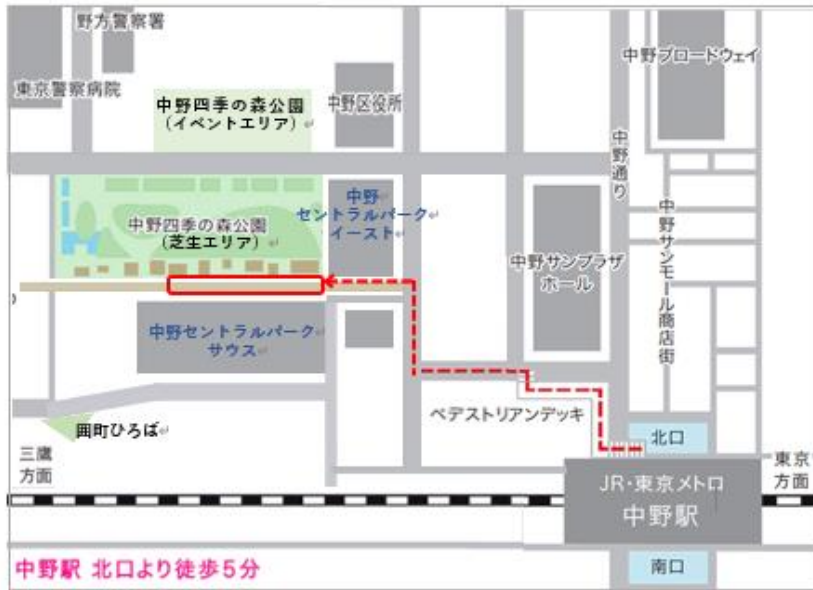 野方警察署
東京警察病院
中野四季の森公園
（イベントエリア）
中野区役所
中野ブロードウェイ
中野通り
中野四季の森公園
（芝生エリア）
中野
セントラルパーク
イースト
中野サンプラザ
ホール
中野サンモール商店街
中野セントラルパーク
サウス
囲町ひろば
ペデストリアンデッキ
北口
三鷹
方面
東京
方面
JR・東京メトロ
中野駅
南口
中野駅 北口より徒歩5分